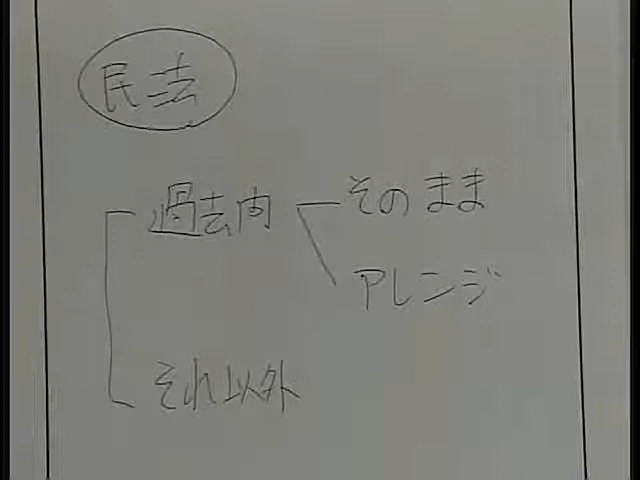 民法
過去問
そのまま
アレンジ
それ以外